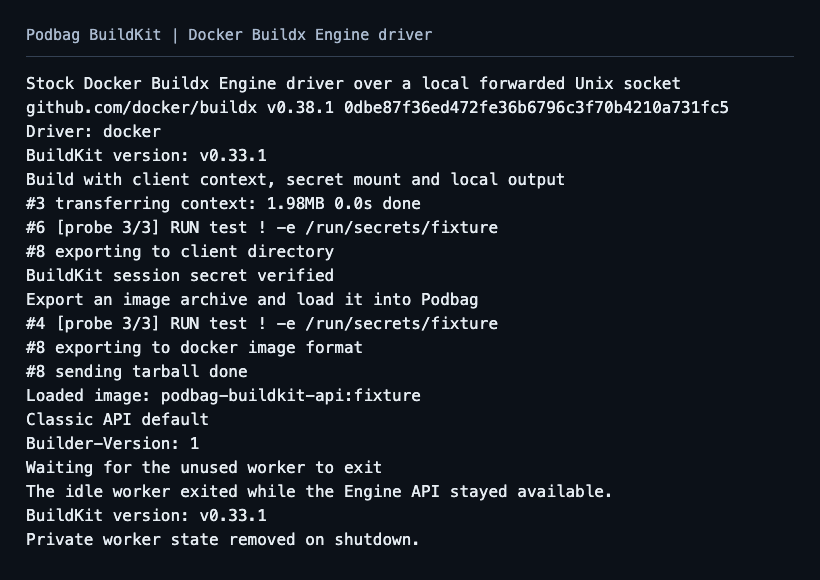 Podbag BuildKit | Docker Buildx Engine driver
Stock Docker Buildx Engine driver over a local forwarded Unix socket
github.com/docker/buildx v0.38.1 0dbe87f36ed472fe36b6796c3f70b4210a731fc5
Driver: docker
BuildKit version: v0.33.1
Build with client context, secret mount and local output
#3 transferring context: 1.98MB 0.0s done
#6 [probe 3/3] RUN test ! -e /run/secrets/fixture
#8 exporting to client directory
BuildKit session secret verified
Export an image archive and load it into Podbag
#4 [probe 3/3] RUN test ! -e /run/secrets/fixture
#8 exporting to docker image format
#8 sending tarball done
Loaded image: podbag-buildkit-api:fixture
Classic API default
Builder-Version: 1
Waiting for the unused worker to exit
The idle worker exited while the Engine API stayed available.
BuildKit version: v0.33.1
Private worker state removed on shutdown.